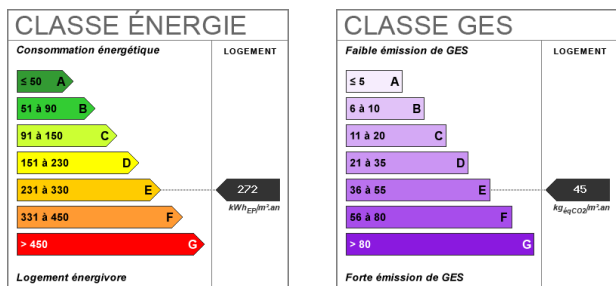 CLASSE ÉNERGIE
Consommation énergétique
LOGEMENT
≤ 50 A
51 à 90 B
91 à 150 C
151 à 230 D
231 à 330 E
272
kWhEP/m².an
331 à 450 F
> 450 G
Logement énergivore
CLASSE GES
Faible émission de GES
LOGEMENT
≤ 5 A
6 à 10 B
11 à 20 C
21 à 35 D
36 à 55 E
45
kgéqCO2/m².an
56 à 80 F
> 80 G
Forte émission de GES